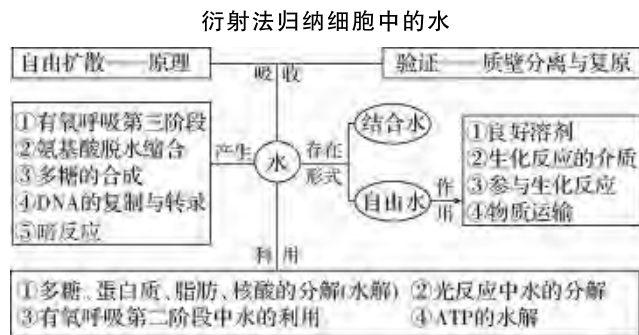 衍射法归纳细胞中的水
自由扩散——原理
吸收
验证——质壁分离与复原
①有氧呼吸第三阶段
②氨基酸脱水缩合
③多糖的合成
④DNA的复制与转录
⑤暗反应
产生
水
存在
形式
结合水
自由水
作
用
①良好溶剂
②生化反应的介质
③参与生化反应
④物质运输
利用
①多糖、蛋白质、脂肪、核酸的分解(水解) ②光反应中水的分解
③有氧呼吸第二阶段中水的利用 ④ATP的水解